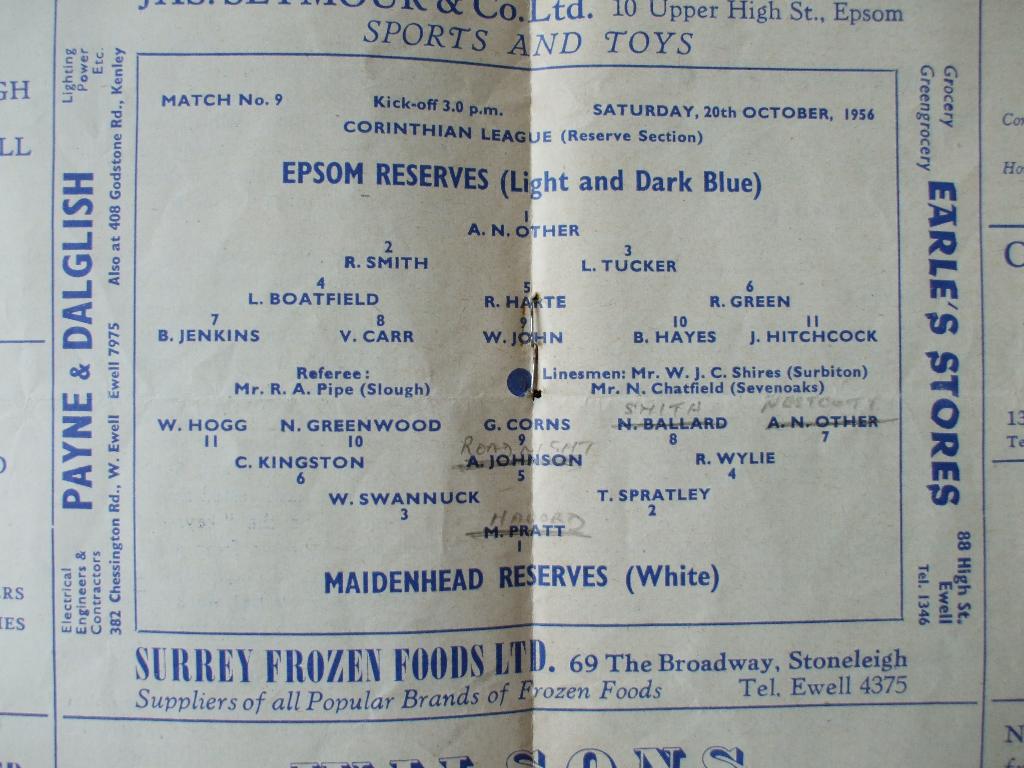 JAS. SEYMOUR & Co. Ltd. 10 Upper High St., Epsom
SPORTS AND TOYS
Electrical Engineers & Contractors
PAYNE & DALGLISH
Lighting Power Etc.
382 Chessington Rd., W. Ewell Ewell 7975 Also at 408 Godstone Rd., Kenley
MATCH No. 9 Kick-off 3.0 p.m. SATURDAY, 20th OCTOBER, 1956
CORINTHIAN LEAGUE (Reserve Section)
EPSOM RESERVES (Light and Dark Blue)
1
A. N. OTHER
2 3
R. SMITH L. TUCKER
4 5 6
L. BOATFIELD R. HARTE R. GREEN
7 8 9 10 11
B. JENKINS V. CARR W. JOHN B. HAYES J. HITCHCOCK
Referee: Linesmen: Mr. W. J. C. Shires (Surbiton)
Mr. R. A. Pipe (Slough) Mr. N. Chatfield (Sevenoaks)
SMITH WESTCOTT
W. HOGG N. GREENWOOD G. CORNS N. BALLARD A. N. OTHER
11 10 9 8 7
ROADNIGHT
C. KINGSTON A. JOHNSON R. WYLIE
6 5 4
W. SWANNUCK T. SPRATLEY
3 2
M. PRATT
1
MAIDENHEAD RESERVES (White)
Grocery
Greengrocery
EARLE'S STORES
88 High St.
Ewell
Tel. 1346
SURREY FROZEN FOODS LTD. 69 The Broadway, Stoneleigh
Suppliers of all Popular Brands of Frozen Foods Tel. Ewell 4375